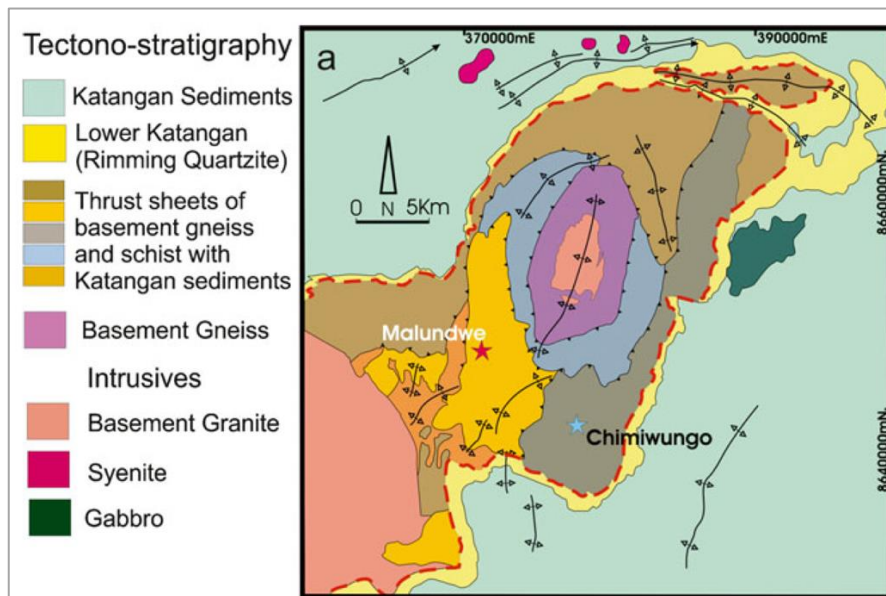 Tectono-stratigraphy
Katangan Sediments
Lower Katangan
(Rimming Quartzite)
Thrust sheets of
basement gneiss
and schist with
Katangan sediments
Basement Gneiss
Intrusives
Basement Granite
Syenite
Gabbro
a
370000mE
390000mE
N
0 5Km
8660000mN
Malundwe
Chimiwungo
8640000mN